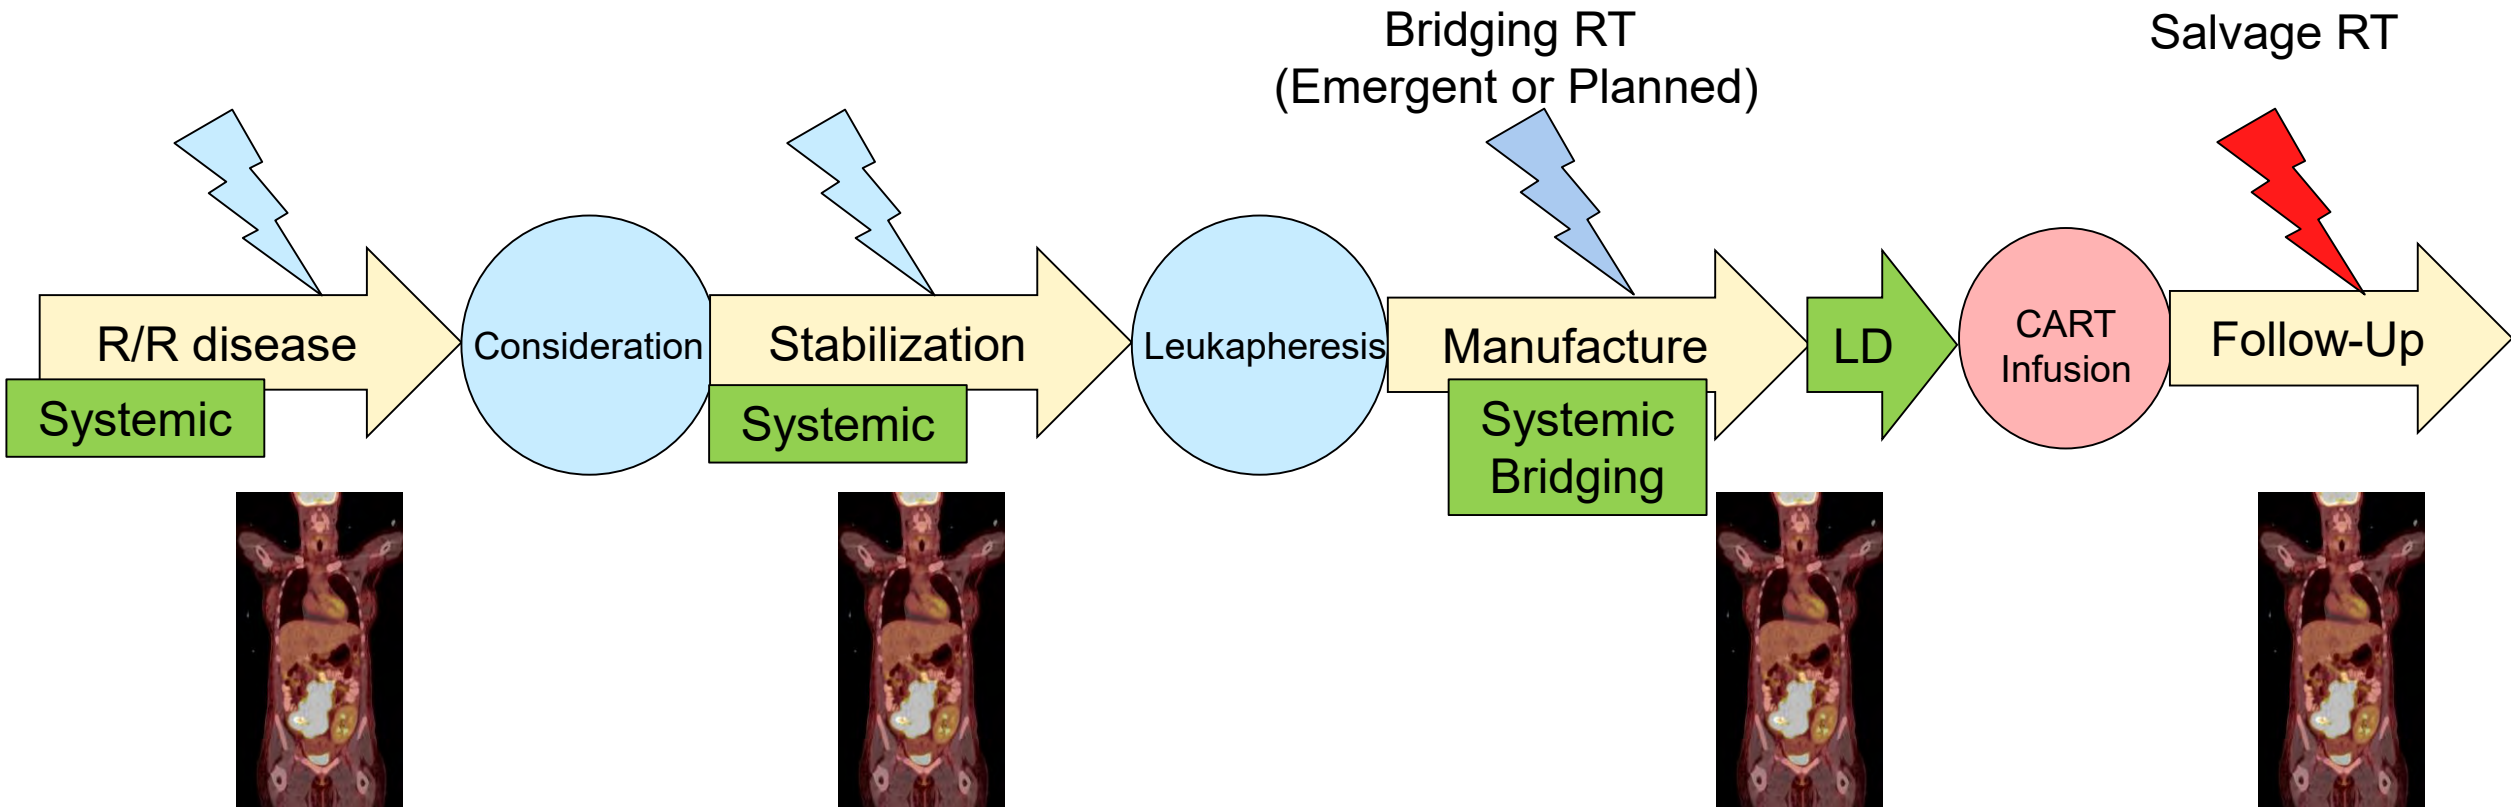 Bridging RT
(Emergent or Planned)
Salvage RT
R/R disease
Consideration
Stabilization
Leukapheresis
Manufacture
LD
CART
Infusion
Follow-Up
Systemic
Systemic
Systemic
Bridging